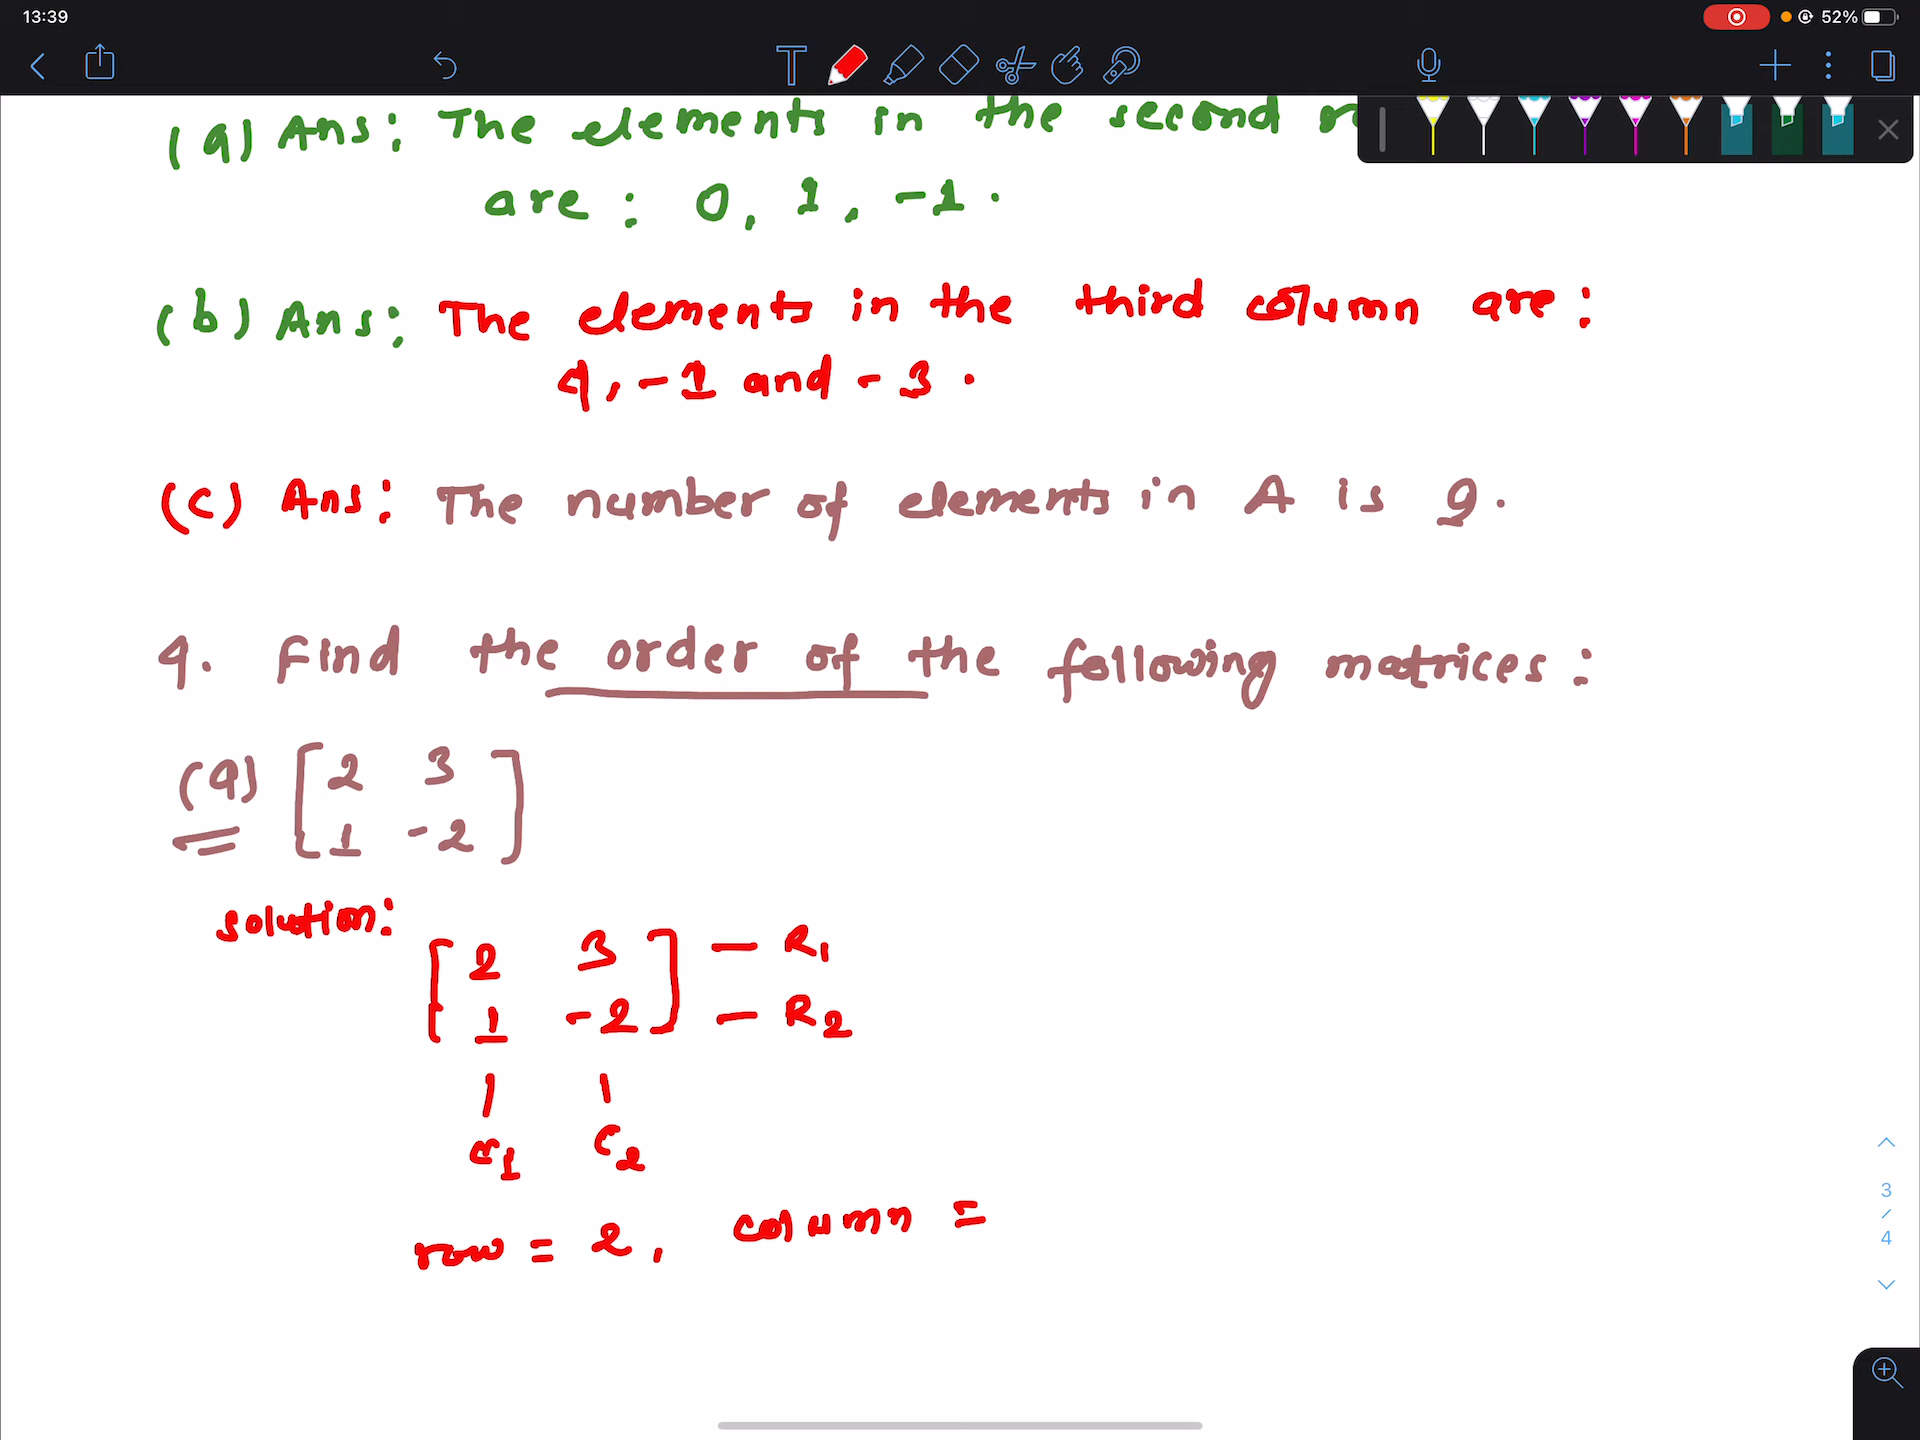 13:39
52%
(a) Ans: The elements in the second
are : 0, 1, -1.
(b) Ans: The elements in the third column are:
4, -1 and -3.
(c) Ans: The number of elements in A is 9.
4. Find the order of the following matrices:
(a) [2 3
1 -2]
solution:
[2 3] — R1
[1 -2] — R2
| |
C1 C2
row = 2, column =
3
/
4